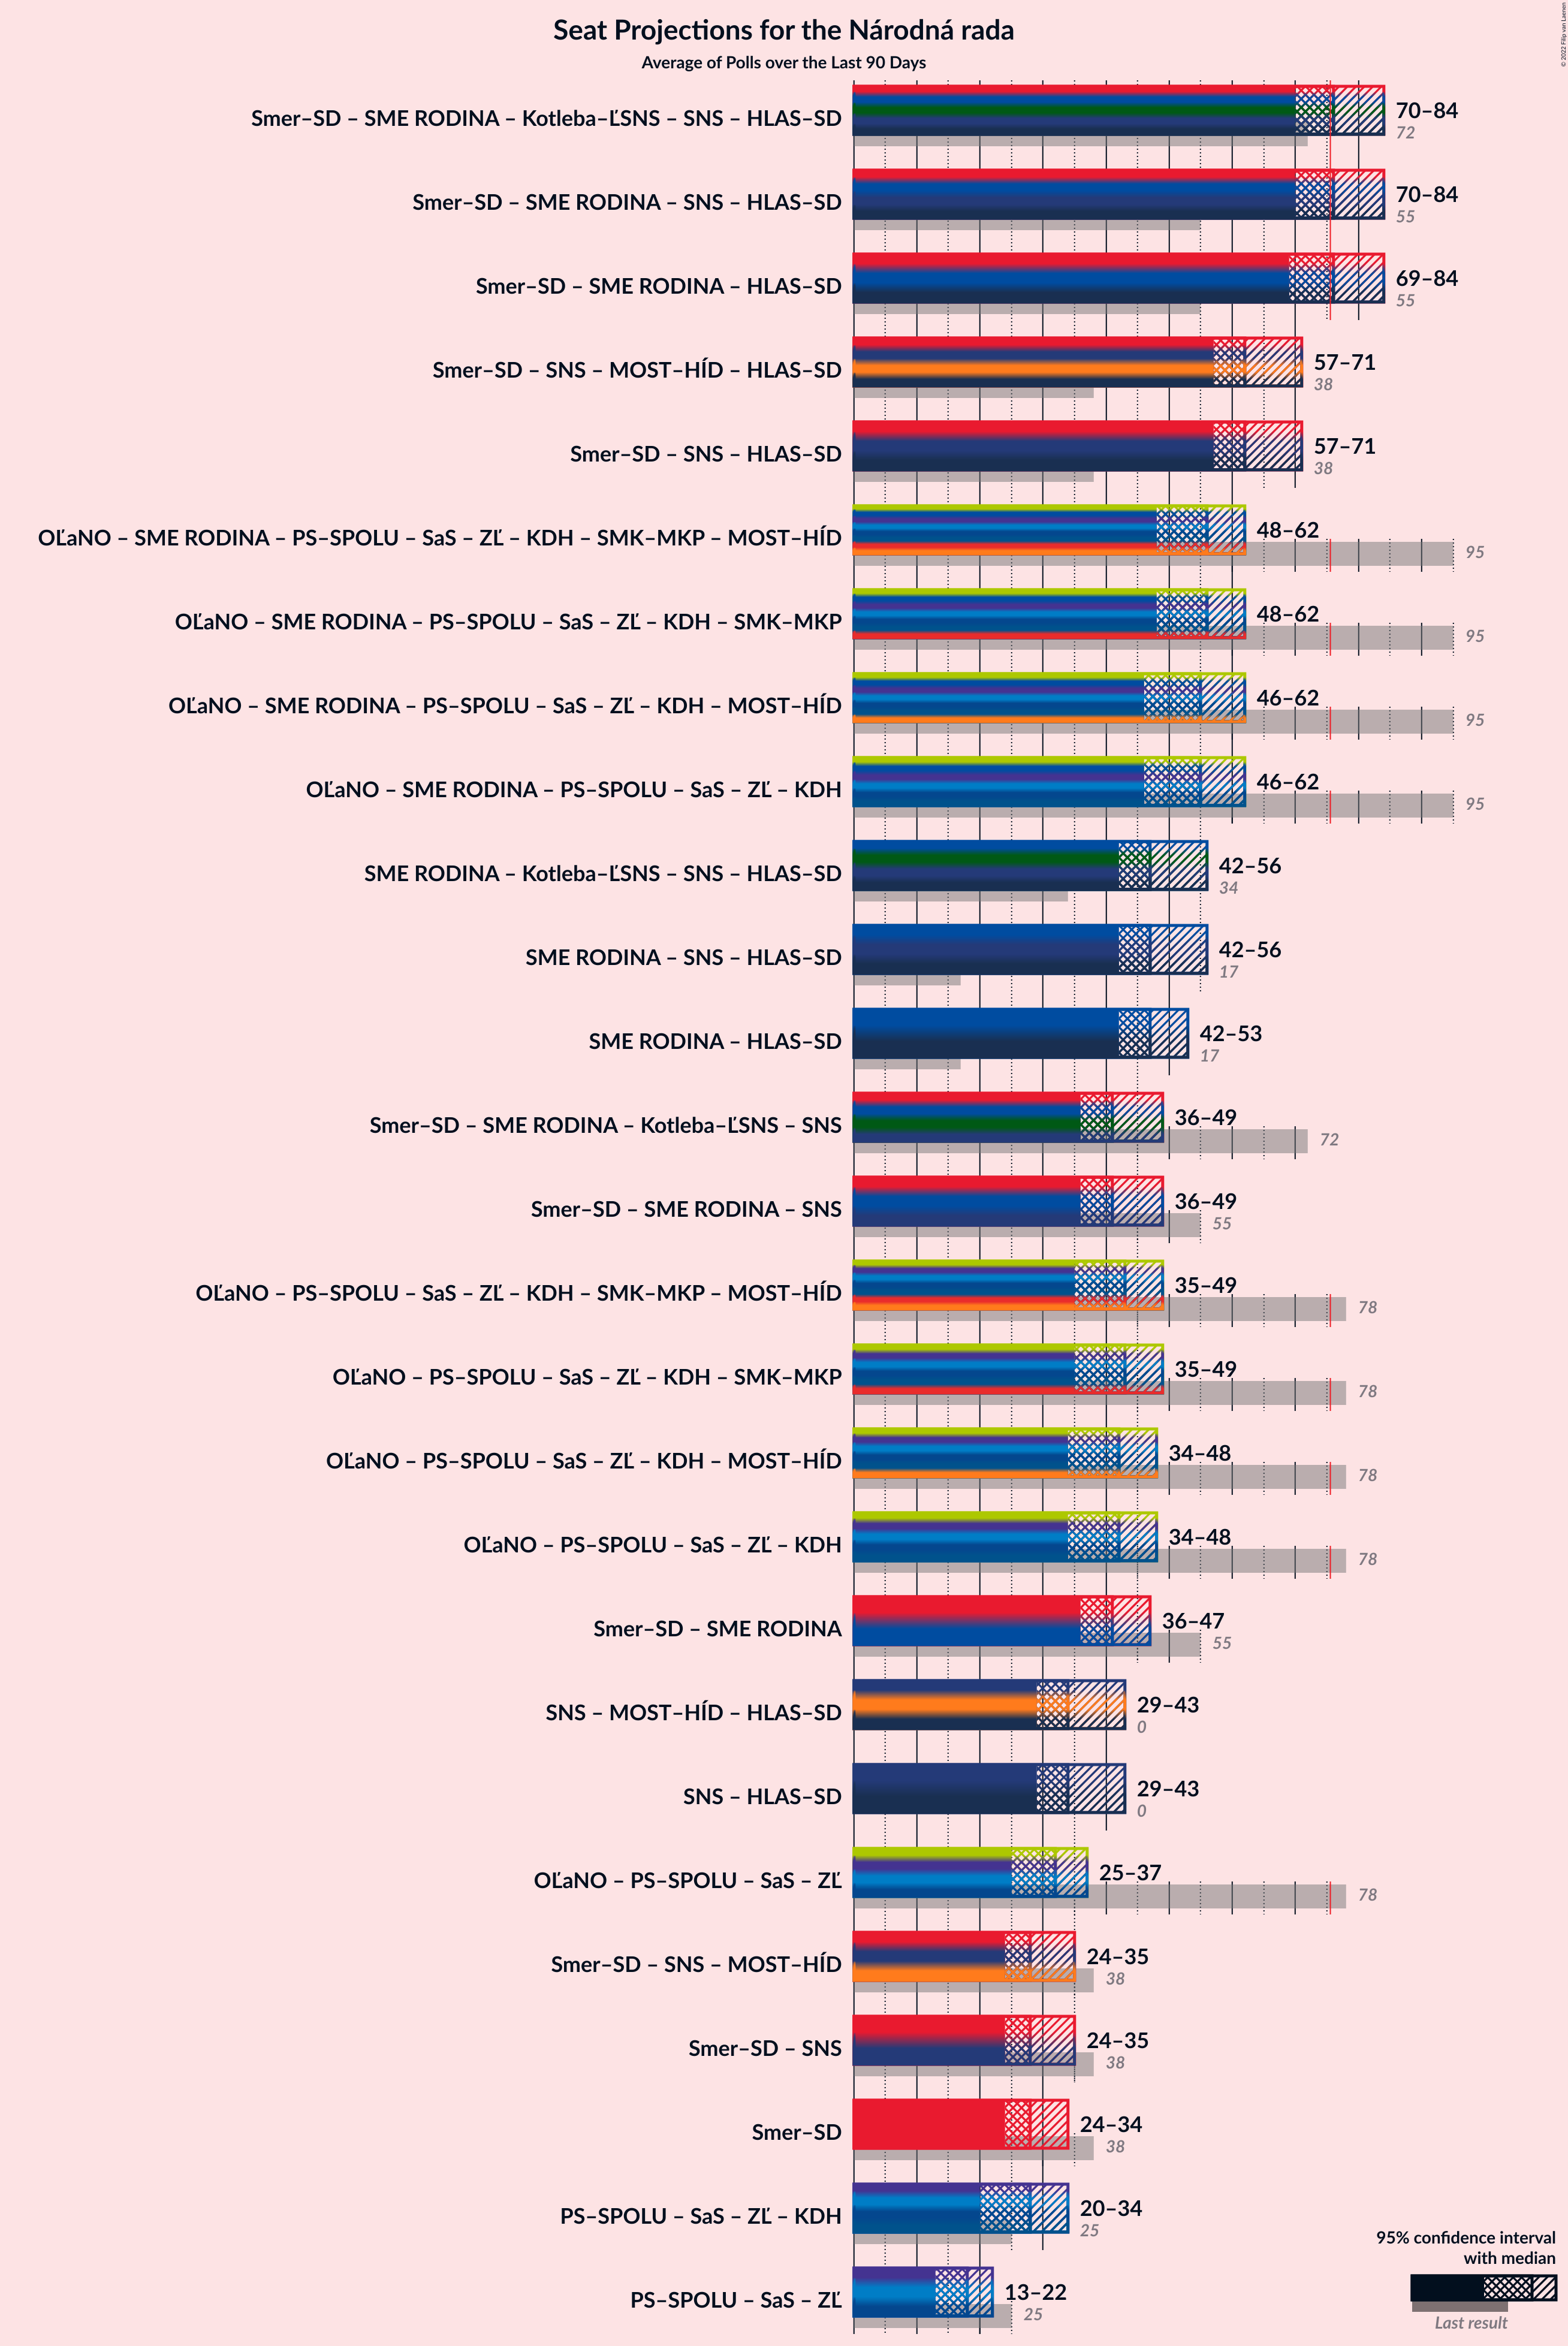 © 2022 Filip van Laenen
Seat Projections for the Národná rada
Average of Polls over the Last 90 Days
Smer–SD – SME RODINA – Kotleba–ĽSNS – SNS – HLAS–SD
70–84
72
Smer–SD – SME RODINA – SNS – HLAS–SD
70–84
55
Smer–SD – SME RODINA – HLAS–SD
69–84
55
Smer–SD – SNS – MOST–HÍD – HLAS–SD
57–71
38
Smer–SD – SNS – HLAS–SD
57–71
38
OĽaNO – SME RODINA – PS–SPOLU – SaS – ZĽ – KDH – SMK–MKP – MOST–HÍD
48–62
95
OĽaNO – SME RODINA – PS–SPOLU – SaS – ZĽ – KDH – SMK–MKP
48–62
95
OĽaNO – SME RODINA – PS–SPOLU – SaS – ZĽ – KDH – MOST–HÍD
46–62
95
OĽaNO – SME RODINA – PS–SPOLU – SaS – ZĽ – KDH
46–62
95
SME RODINA – Kotleba–ĽSNS – SNS – HLAS–SD
42–56
34
SME RODINA – SNS – HLAS–SD
42–56
17
SME RODINA – HLAS–SD
42–53
17
Smer–SD – SME RODINA – Kotleba–ĽSNS – SNS
36–49
72
Smer–SD – SME RODINA – SNS
36–49
55
OĽaNO – PS–SPOLU – SaS – ZĽ – KDH – SMK–MKP – MOST–HÍD
35–49
78
OĽaNO – PS–SPOLU – SaS – ZĽ – KDH – SMK–MKP
35–49
78
OĽaNO – PS–SPOLU – SaS – ZĽ – KDH – MOST–HÍD
34–48
78
OĽaNO – PS–SPOLU – SaS – ZĽ – KDH
34–48
78
Smer–SD – SME RODINA
36–47
55
SNS – MOST–HÍD – HLAS–SD
29–43
0
SNS – HLAS–SD
29–43
0
OĽaNO – PS–SPOLU – SaS – ZĽ
25–37
78
Smer–SD – SNS – MOST–HÍD
24–35
38
Smer–SD – SNS
24–35
38
Smer–SD
24–34
38
PS–SPOLU – SaS – ZĽ – KDH
20–34
25
PS–SPOLU – SaS – ZĽ
13–22
25
95% confidence interval
with median
Last result